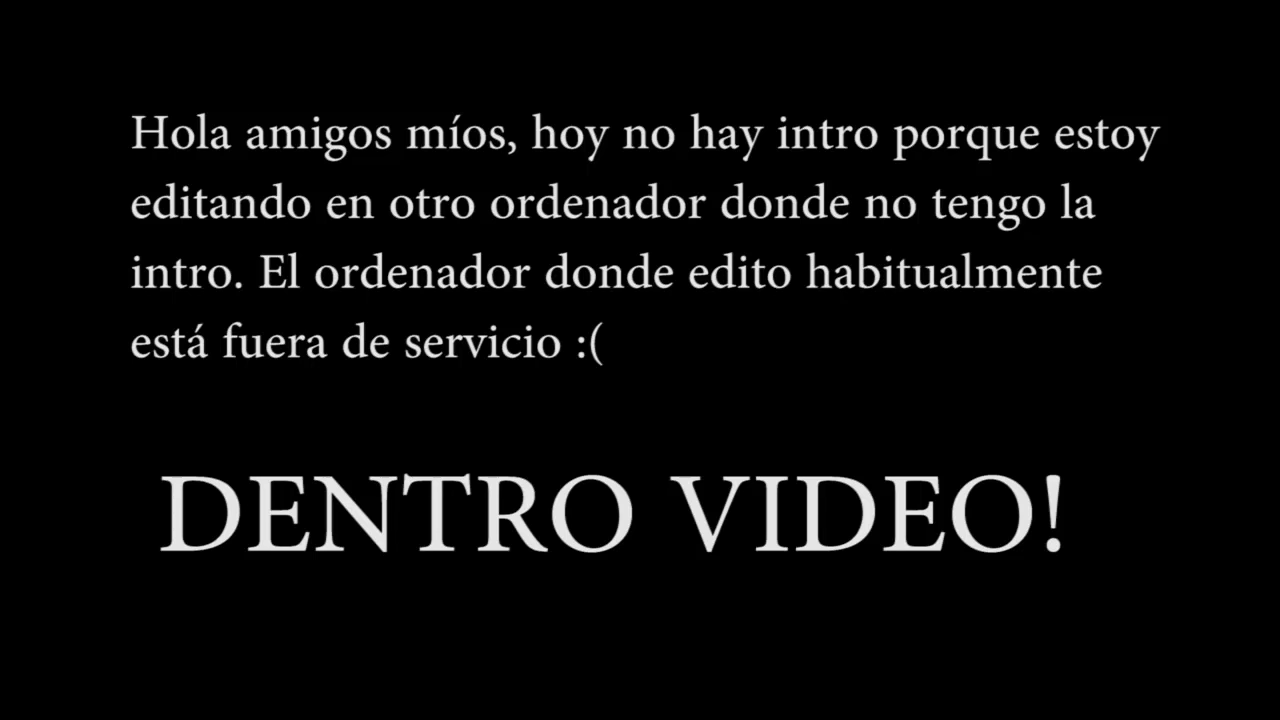 Hola amigos míos, hoy no hay intro porque estoy
editando en otro ordenador donde no tengo la
intro. El ordenador donde edito habitualmente
está fuera de servicio :(
DENTRO VIDEO!